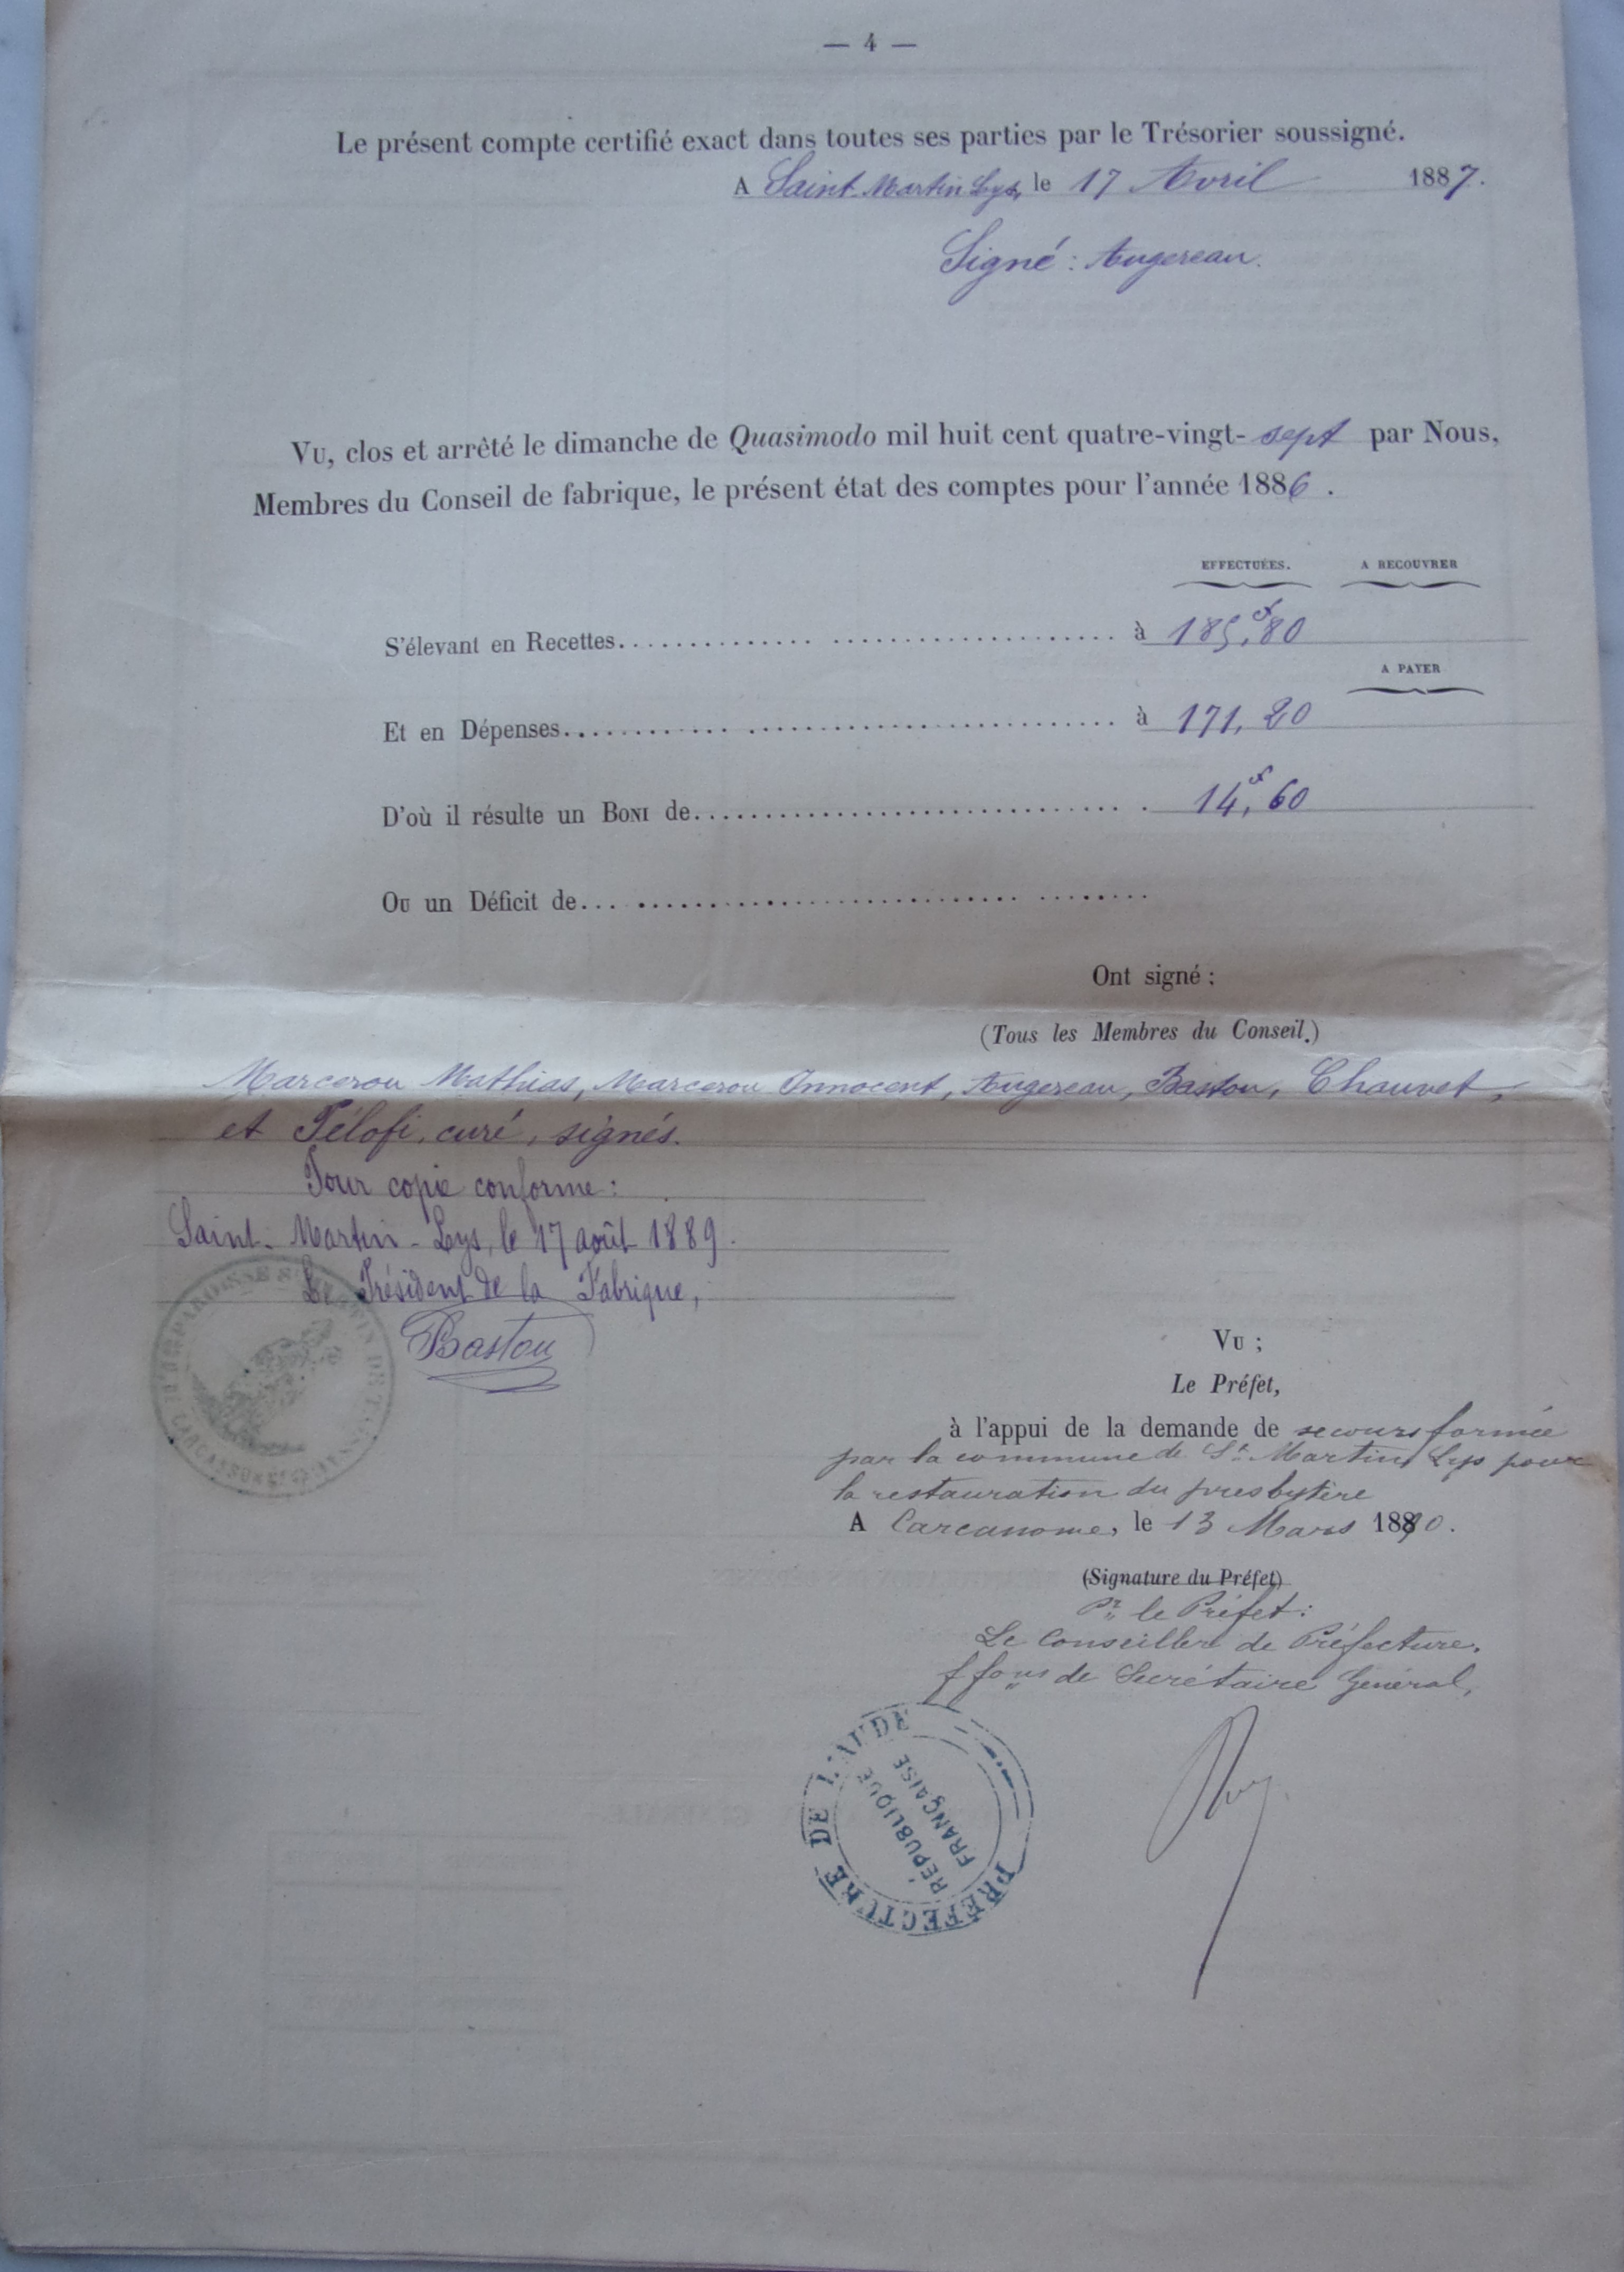 — 4 —
Le présent compte certifié exact dans toutes ses parties par le Trésorier soussigné.
A Saint Martin Lys, le 17 Avril 1887.
Signé : Augereau.
Vu, clos et arrêté le dimanche de Quasimodo mil huit cent quatre-vingt- sept par Nous,
Membres du Conseil de fabrique, le présent état des comptes pour l'année 1886.
EFFECTUÉES. A RECOUVRER
S'élevant en Recettes à 185f,80
A PAYER
Et en Dépenses à 171, 20
D'où il résulte un BONI de 14f, 60
Ou un Déficit de
Ont signé :
(Tous les Membres du Conseil.)
Marcerou Mathias, Marcerou Innocent, Augereau, Bastou, Chauvet,
et Pélofi, curé, signés.
Pour copie conforme :
Saint-Martin-Lys, le 17 août 1889.
Le Président de la Fabrique,
Bastou
Vu ;
Le Préfet,
à l'appui de la demande de secours formée
par la commune de St Martin Lys pour
la restauration du presbytère
A Carcassonne, le 13 Mars 1890.
(Signature du Préfet)
Pr le Préfet :
Le Conseiller de Préfecture,
f fons de Secrétaire Général,
PRÉFECTURE DE L'AUDE
RÉPUBLIQUE
FRANÇAISE